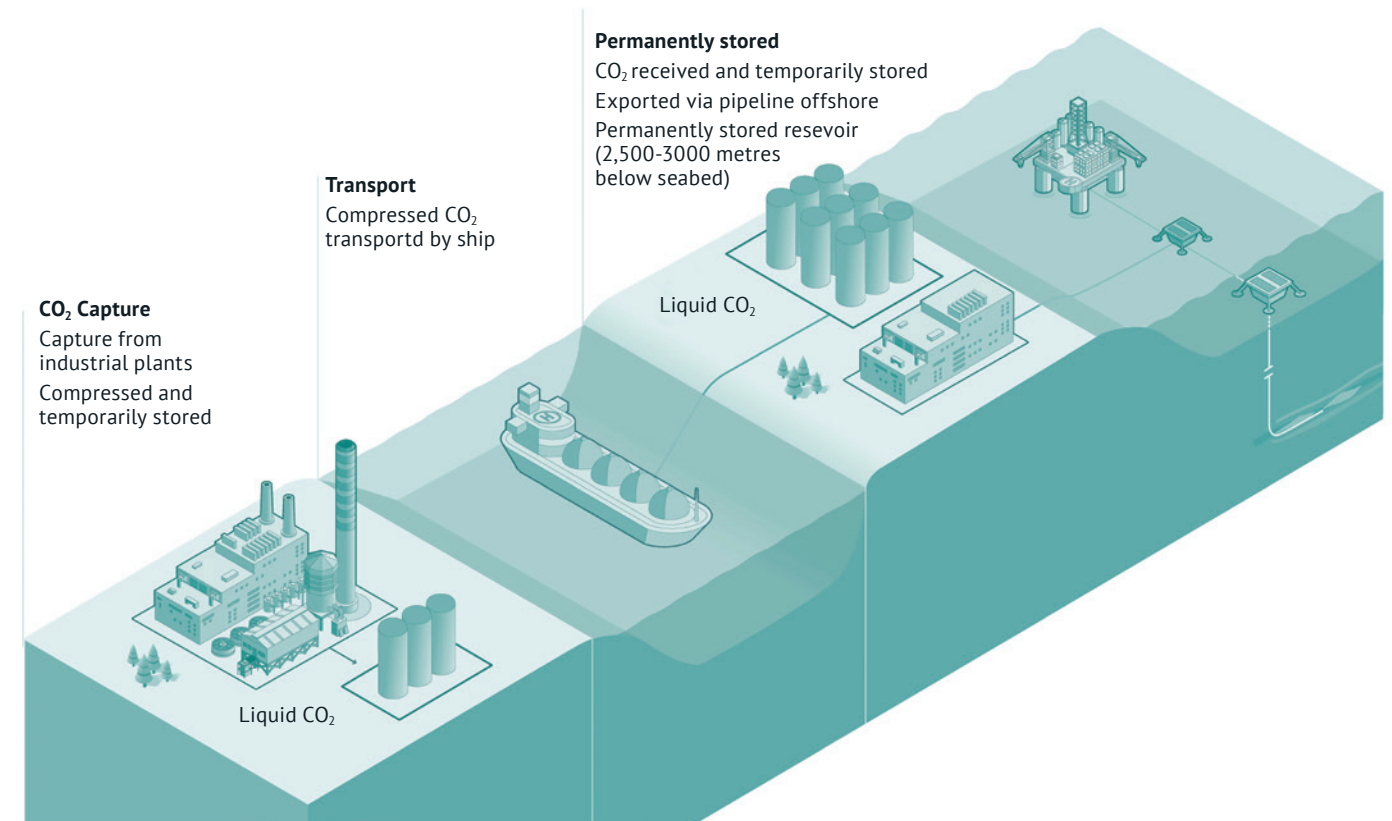 CO₂ Capture
Capture from
industrial plants
Compressed and
temporarily stored
Transport
Compressed CO₂
transportd by ship
Permanently stored
CO₂ received and temporarily stored
Exported via pipeline offshore
Permanently stored resevoir
(2,500-3000 metres
below seabed)
Liquid CO₂
Liquid CO₂
H
H